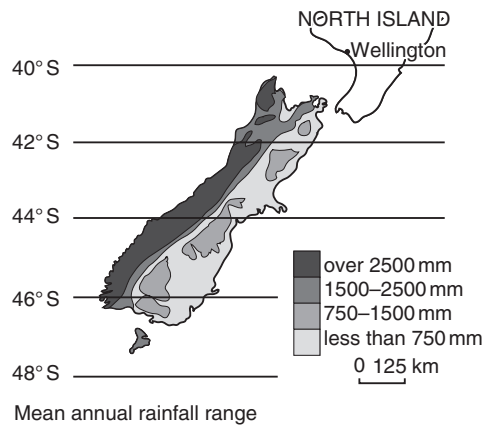 NORTH ISLAND
Wellington
40° S
42° S
44° S
46° S
48° S
over 2500 mm
1500–2500 mm
750–1500 mm
less than 750 mm
0 125 km
Mean annual rainfall range